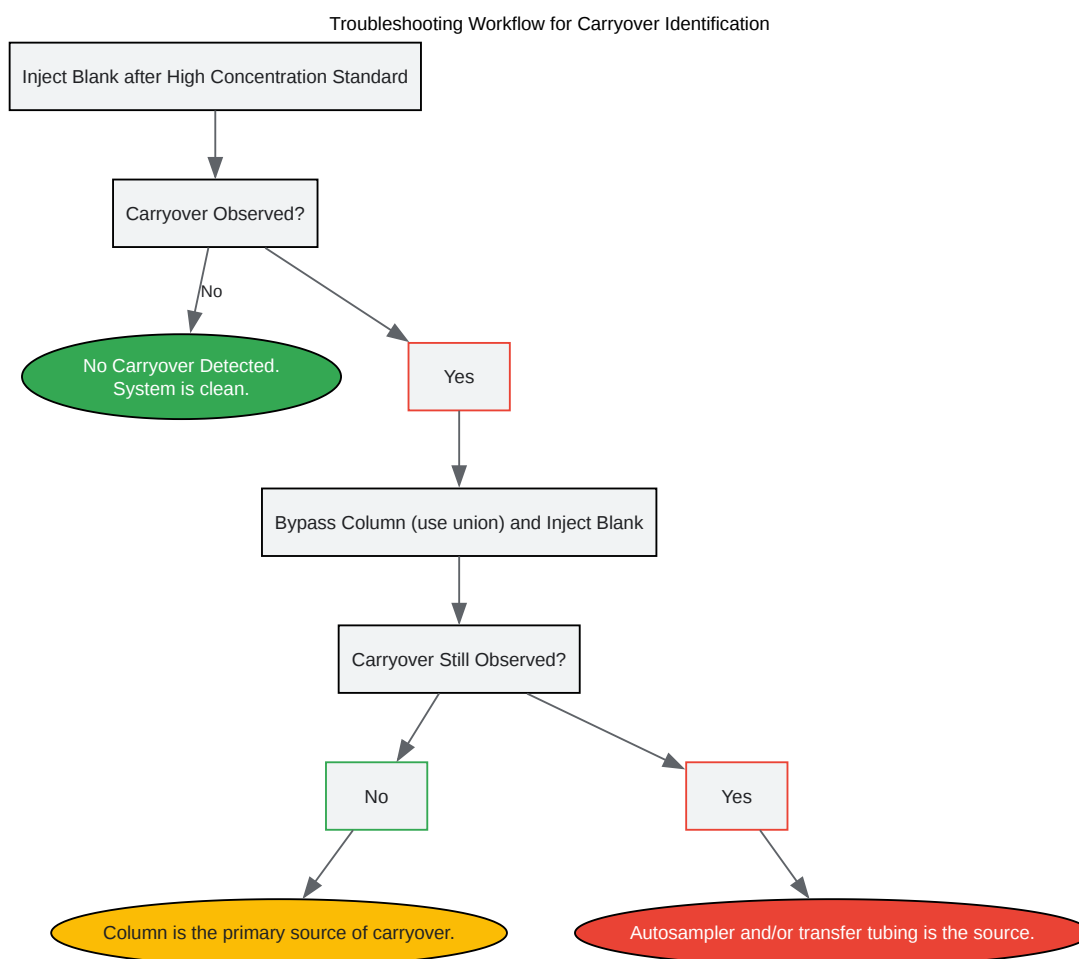 Troubleshooting Workflow for Carryover Identification
Inject Blank after High Concentration Standard
Carryover Observed?
No
No Carryover Detected.
System is clean.
Yes
Bypass Column (use union) and Inject Blank
Carryover Still Observed?
No
Yes
Column is the primary source of carryover.
Autosampler and/or transfer tubing is the source.